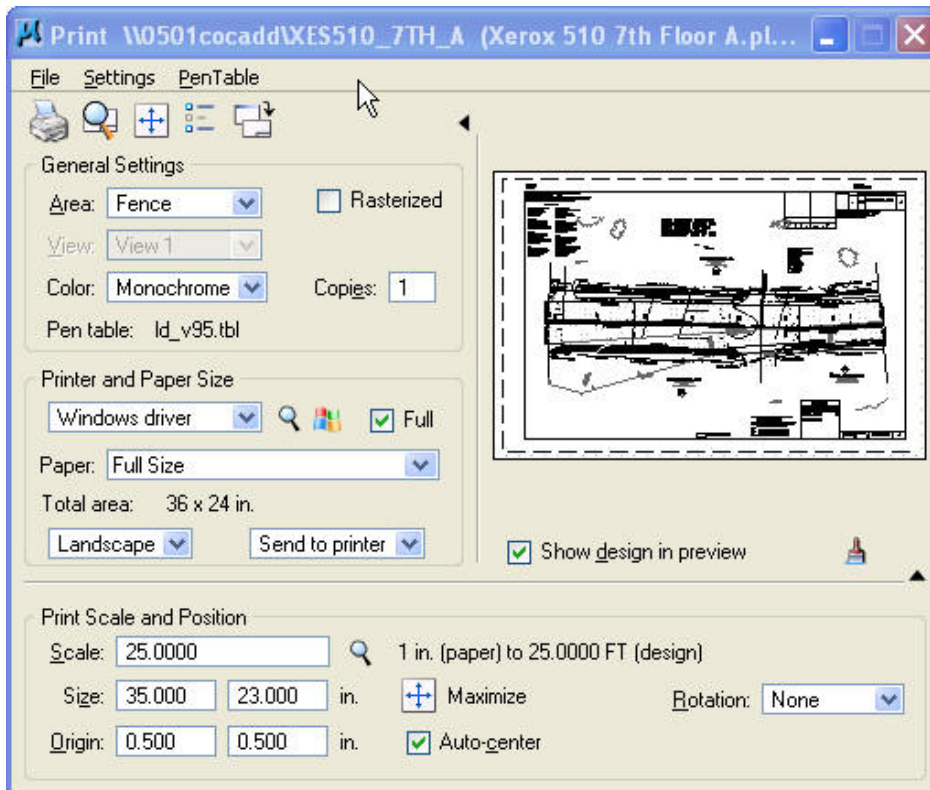 Print \\0501cocadd\XES510_7TH_A (Xerox 510 7th Floor A.pl...
File Settings PenTable
General Settings
Area: Fence Rasterized
View: View 1
Color: Monochrome Copies: 1
Pen table: ld_v95.tbl
Printer and Paper Size
Windows driver Full
Paper: Full Size
Total area: 36 x 24 in.
Landscape Send to printer
Show design in preview
Print Scale and Position
Scale: 25.0000 1 in. (paper) to 25.0000 FT (design)
Size: 35.000 23.000 in. Maximize Rotation: None
Origin: 0.500 0.500 in. Auto-center